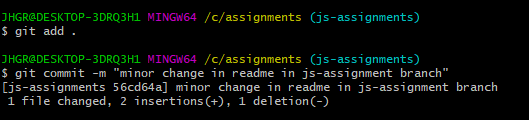 JHGR@DESKTOP-3DRQ3H1 MINGW64 /c/assignments (js-assignments)
$ git add .
JHGR@DESKTOP-3DRQ3H1 MINGW64 /c/assignments (js-assignments)
$ git commit -m "minor change in readme in js-assignment branch"
[js-assignments 56cd64a] minor change in readme in js-assignment branch
 1 file changed, 2 insertions(+), 1 deletion(-)